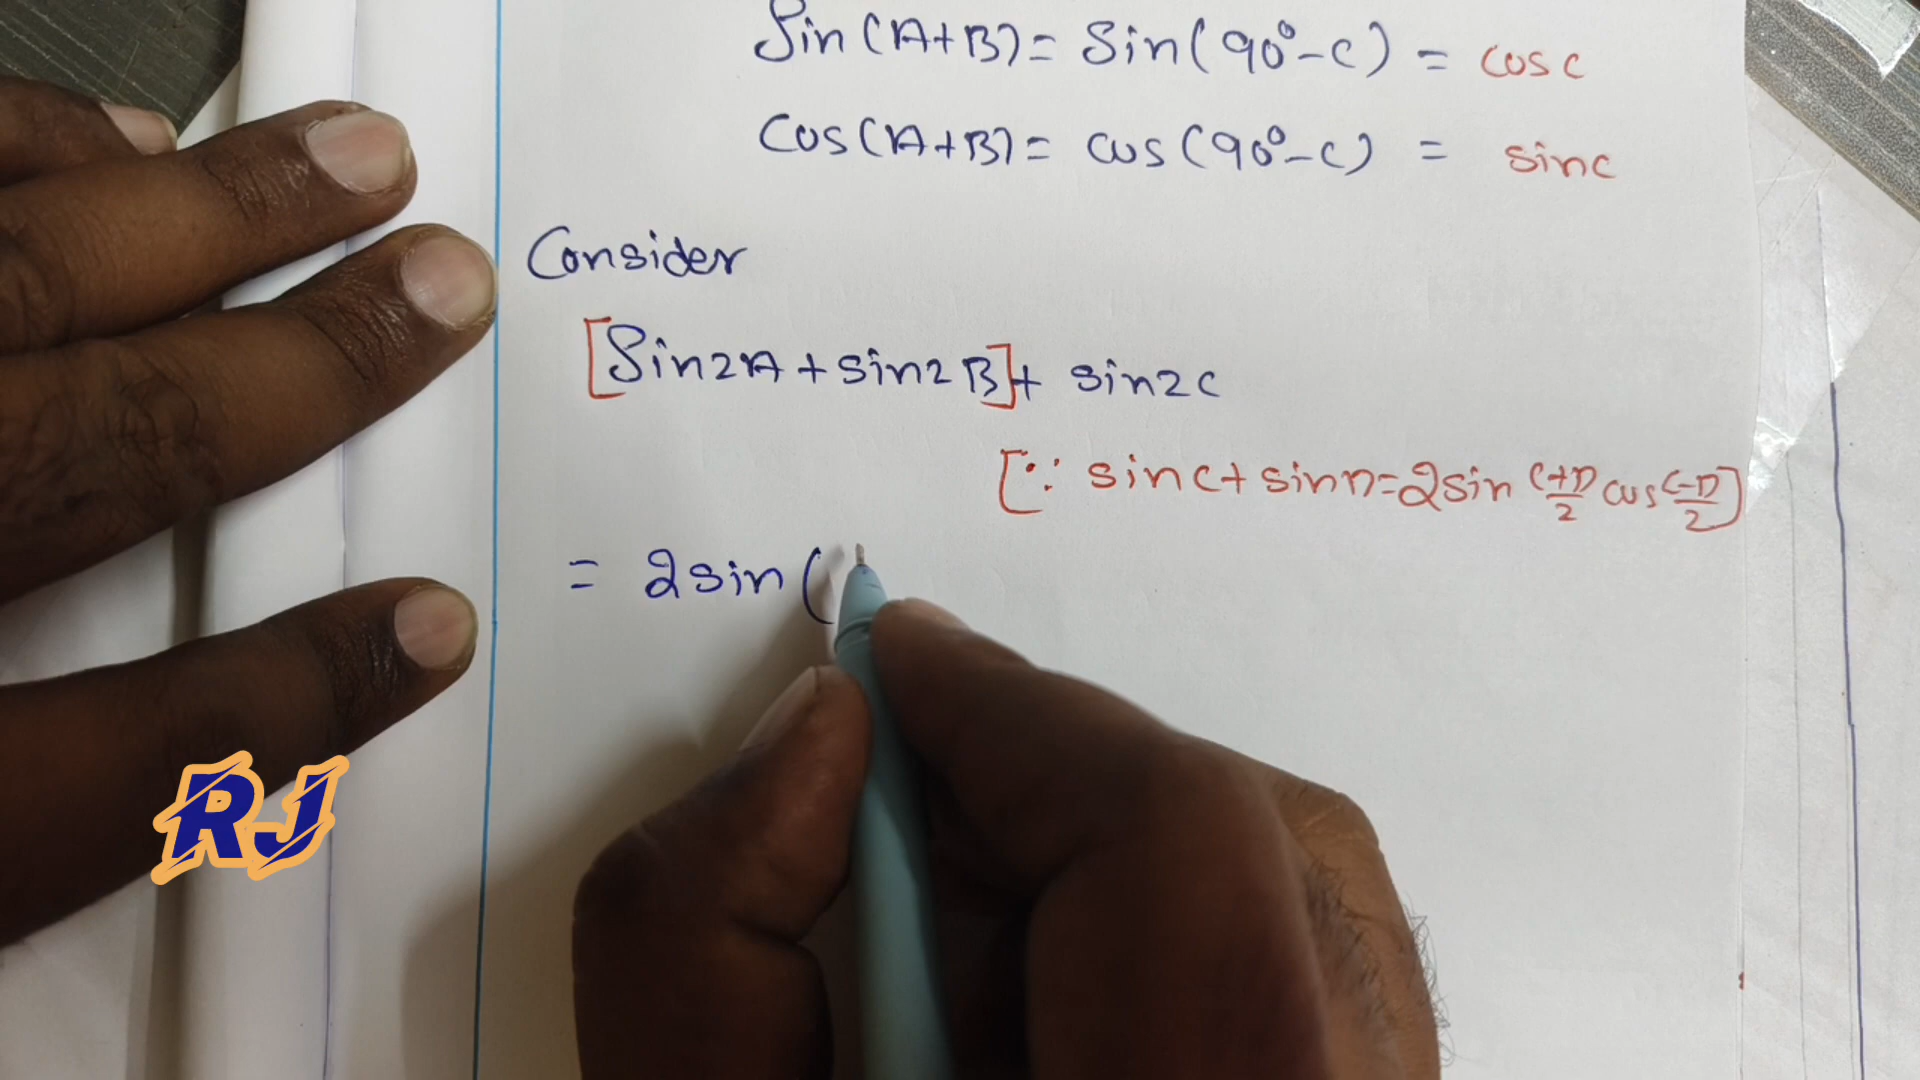 Sin(A+B) = Sin(90°-C) = cos c
Cos(A+B) = cos(90°-C) = sinc
Consider
[Sin2A + sin2B] + sin2C
[∵ sinc + sinD = 2sin (C+D)/2 cos (C-D)/2]
= 2sin(
RJ